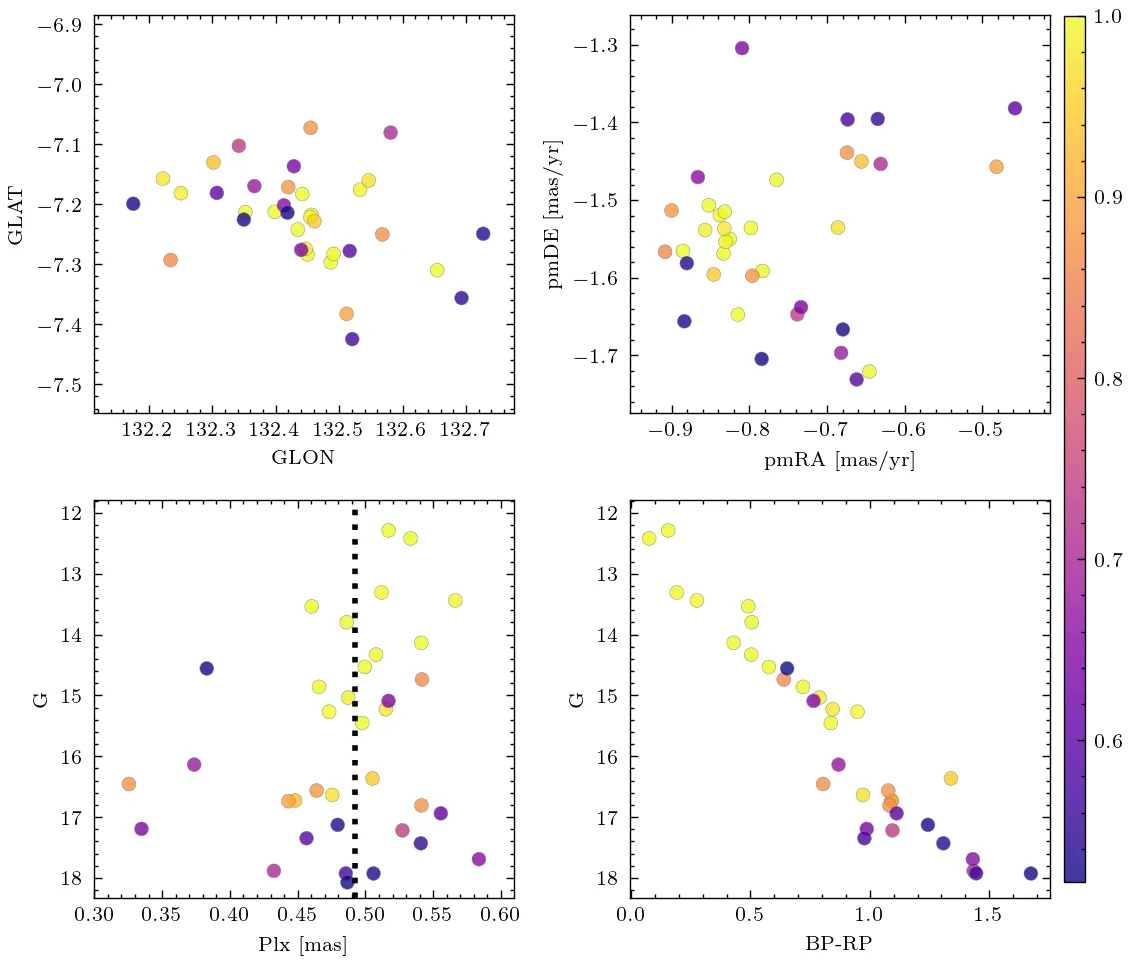 −6.9
−7.0
−7.1
−7.2
−7.3
−7.4
−7.5
GLAT
132.2 132.3 132.4 132.5 132.6 132.7
GLON
−1.3
−1.4
−1.5
−1.6
−1.7
pmDE [mas/yr]
−0.9 −0.8 −0.7 −0.6 −0.5
pmRA [mas/yr]
1.0
0.9
0.8
0.7
0.6
12
13
14
15
16
17
18
G
0.30 0.35 0.40 0.45 0.50 0.55 0.60
Plx [mas]
12
13
14
15
16
17
18
G
0.0 0.5 1.0 1.5
BP-RP